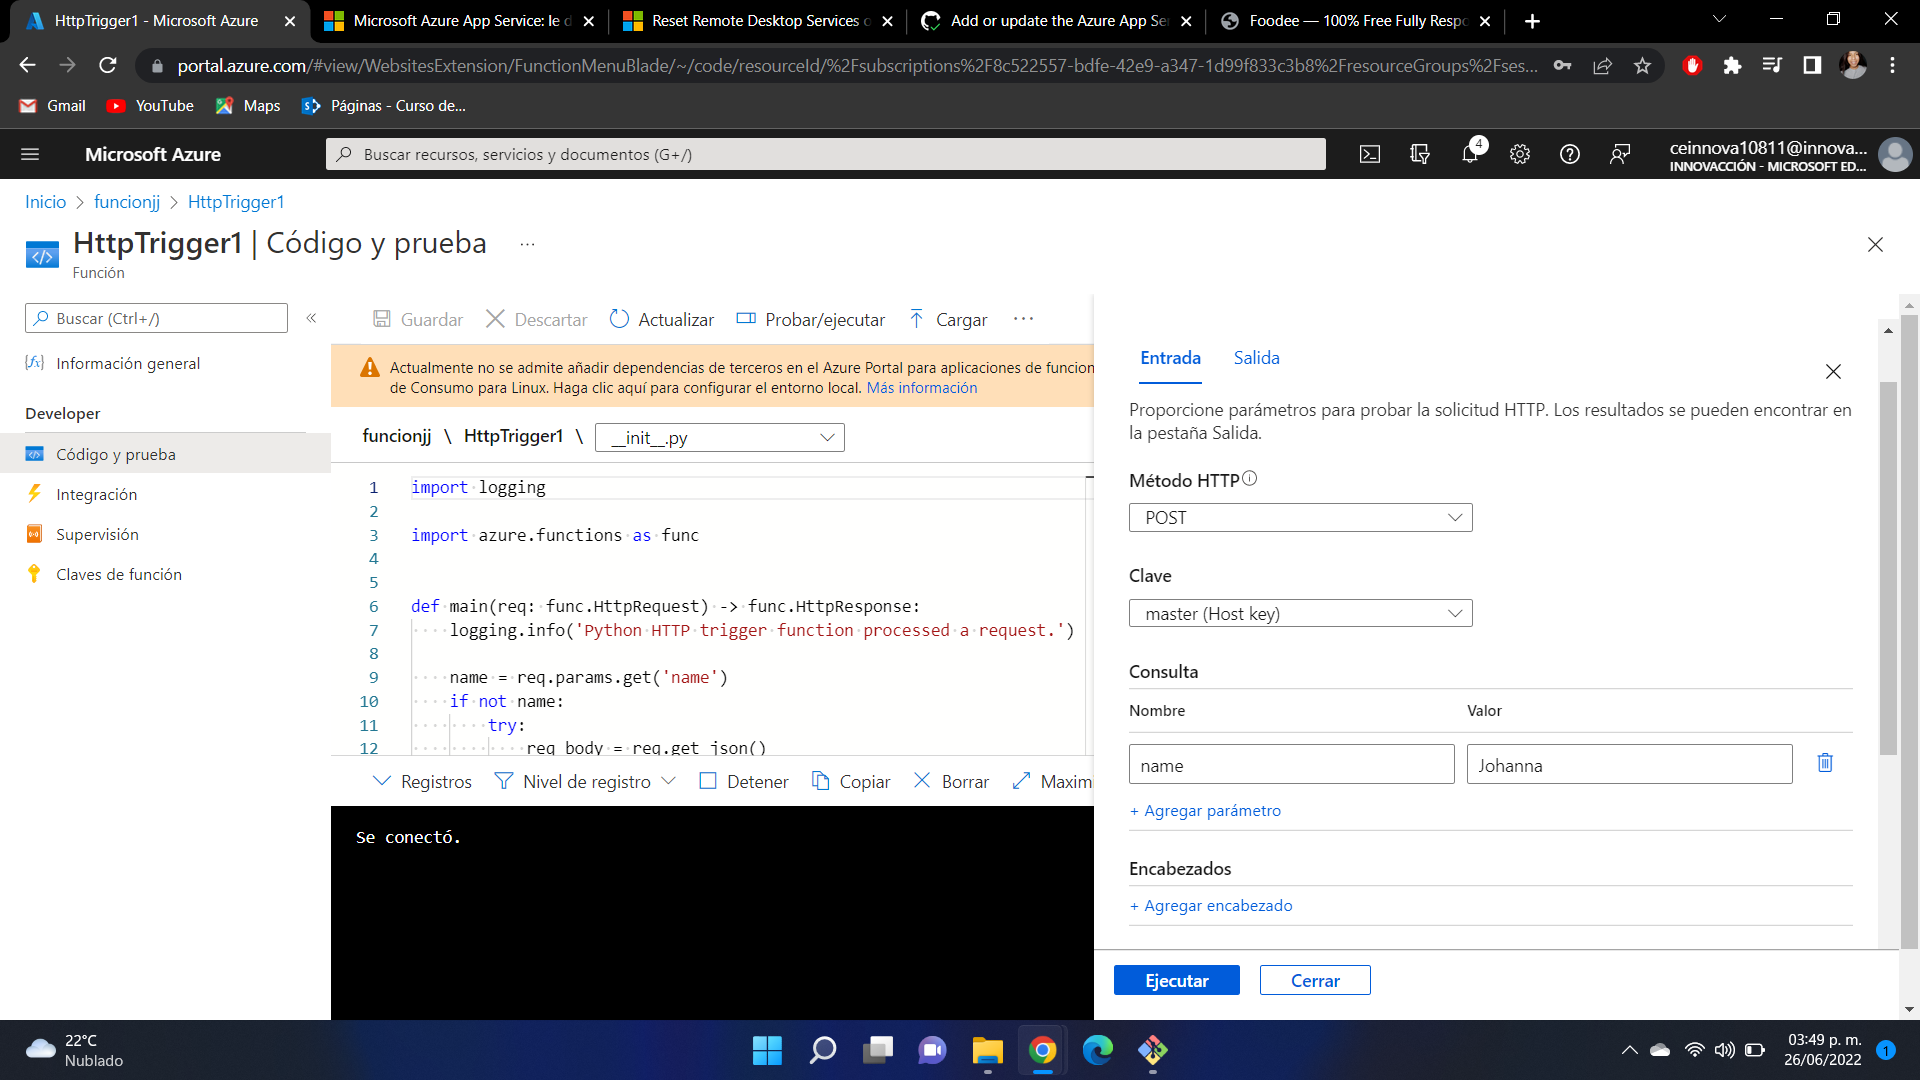 HttpTrigger1 - Microsoft Azure
Microsoft Azure App Service: le d
Reset Remote Desktop Services o
Add or update the Azure App Se
Foodee — 100% Free Fully Respo
portal.azure.com/#view/WebsitesExtension/FunctionMenuBlade/~/code/resourceId/%2Fsubscriptions%2F8c522557-bdfe-42e9-a347-1d99f833c3b8%2FresourceGroups%2Fses...
Gmail
YouTube
Maps
Páginas - Curso de...
Microsoft Azure
Buscar recursos, servicios y documentos (G+/)
4
ceinnova10811@innova...
INNOVACCIÓN - MICROSOFT ED...
Inicio > funcionjj > HttpTrigger1
HttpTrigger1 | Código y prueba ...
Función
Buscar (Ctrl+/)
Información general
Developer
Código y prueba
Integración
Supervisión
Claves de función
Guardar Descartar Actualizar Probar/ejecutar Cargar ...
Actualmente no se admite añadir dependencias de terceros en el Azure Portal para aplicaciones de funcion
de Consumo para Linux. Haga clic aquí para configurar el entorno local. Más información
funcionjj \ HttpTrigger1 \ __init__.py
1 import logging
2
3 import azure.functions as func
4
5
6 def main(req: func.HttpRequest) -> func.HttpResponse:
7 logging.info('Python HTTP trigger function processed a request.')
8
9 name = req.params.get('name')
10 if not name:
11 try:
12 req_body = req.get_json()
Registros Nivel de registro Detener Copiar Borrar Maxim
Se conectó.
Entrada Salida
Proporcione parámetros para probar la solicitud HTTP. Los resultados se pueden encontrar en
la pestaña Salida.
Método HTTP
POST
Clave
master (Host key)
Consulta
Nombre Valor
name Johanna
+ Agregar parámetro
Encabezados
+ Agregar encabezado
Ejecutar Cerrar
22°C
Nublado
03:49 p. m.
26/06/2022
1